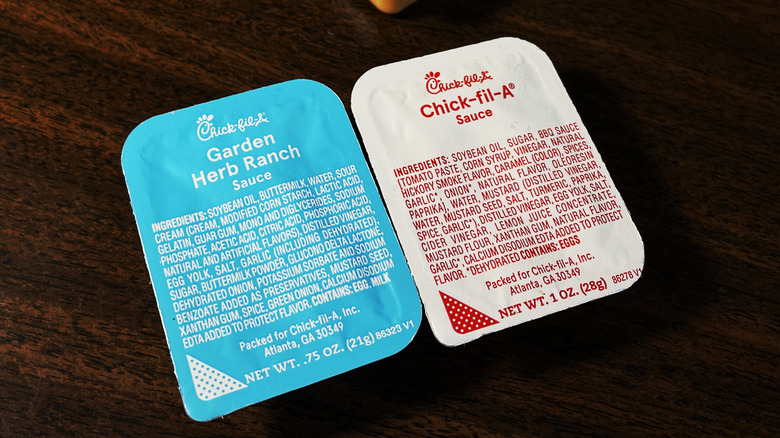 Chick-fil-A
Garden
Herb Ranch
Sauce
INGREDIENTS: SOYBEAN OIL, BUTTERMILK, WATER, SOUR
CREAM (CREAM, MODIFIED CORN STARCH, LACTIC ACID,
GELATIN, GUAR GUM, MONO AND DIGLYCERIDES, SODIUM
PHOSPHATE, ACETIC ACID, CITRIC ACID, PHOSPHORIC ACID,
NATURAL AND ARTIFICIAL FLAVORS), DISTILLED VINEGAR,
EGG YOLK, SALT, GARLIC (INCLUDING DEHYDRATED),
SUGAR, BUTTERMILK POWDER, GLUCONO DELTA LACTONE,
DEHYDRATED ONION, POTASSIUM SORBATE AND SODIUM
BENZOATE ADDED AS PRESERVATIVES, MUSTARD SEED,
XANTHAN GUM, SPICE, GREEN ONION, CALCIUM DISODIUM
EDTA ADDED TO PROTECT FLAVOR. CONTAINS: EGG, MILK
Packed for Chick-fil-A, Inc.
Atlanta, GA 30349
NET WT. .75 OZ. (21g) 86323 V1
Chick-fil-A
Chick-fil-A®
Sauce
INGREDIENTS: SOYBEAN OIL, SUGAR, BBQ SAUCE
(TOMATO PASTE, CORN SYRUP, VINEGAR, NATURAL
HICKORY SMOKE FLAVOR, CARAMEL (COLOR) SPICES,
GARLIC*, ONION*, NATURAL FLAVOR, OLEORESIN
PAPRIKA), WATER, MUSTARD (DISTILLED VINEGAR,
WATER, MUSTARD SEED, SALT, TURMERIC, PAPRIKA,
SPICE, GARLIC*) DISTILLED VINEGAR, EGG YOLK, SALT,
CIDER VINEGAR, LEMON JUICE CONCENTRATE,
MUSTARD FLOUR, XANTHAN GUM, NATURAL FLAVOR,
GARLIC* CALCIUM DISODIUM EDTA ADDED TO PROTECT
FLAVOR. *DEHYDRATED CONTAINS: EGGS
Packed for Chick-fil-A, Inc.
Atlanta, GA 30349
NET WT. 1 OZ. (28g) 86278 V1